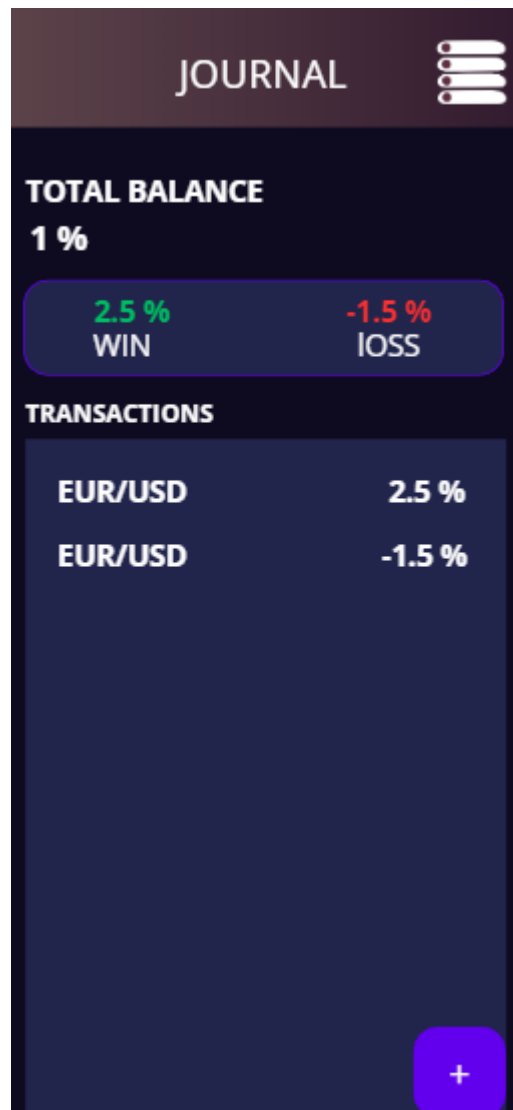 JOURNAL
TOTAL BALANCE
1 %
2.5 % -1.5 %
WIN lOSS
TRANSACTIONS
EUR/USD 2.5 %
EUR/USD -1.5 %
+